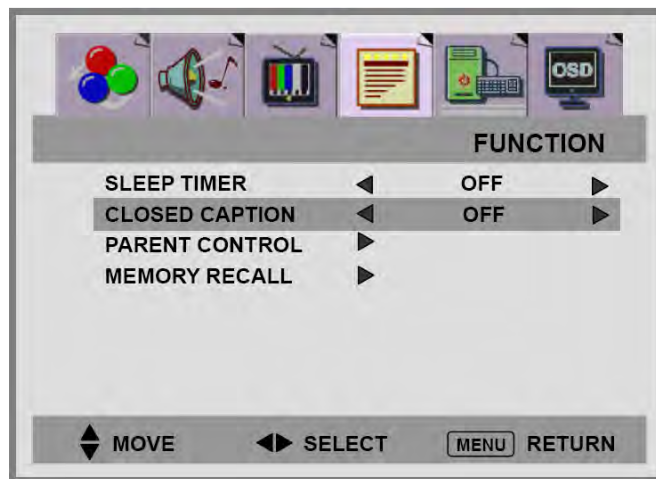 OSD
FUNCTION
SLEEP TIMER OFF
CLOSED CAPTION OFF
PARENT CONTROL
MEMORY RECALL
MOVE SELECT MENU RETURN